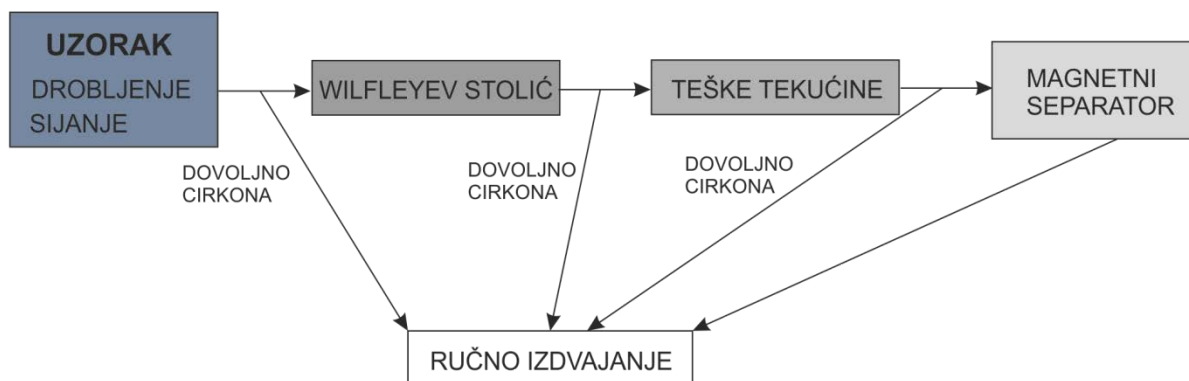 UZORAK
DROBLJENJE
SIJANJE
WILFLEYEV STOLIĆ
TEŠKE TEKUĆINE
MAGNETNI
SEPARATOR
DOVOLJNO
CIRKONA
DOVOLJNO
CIRKONA
DOVOLJNO
CIRKONA
RUČNO IZDVAJANJE